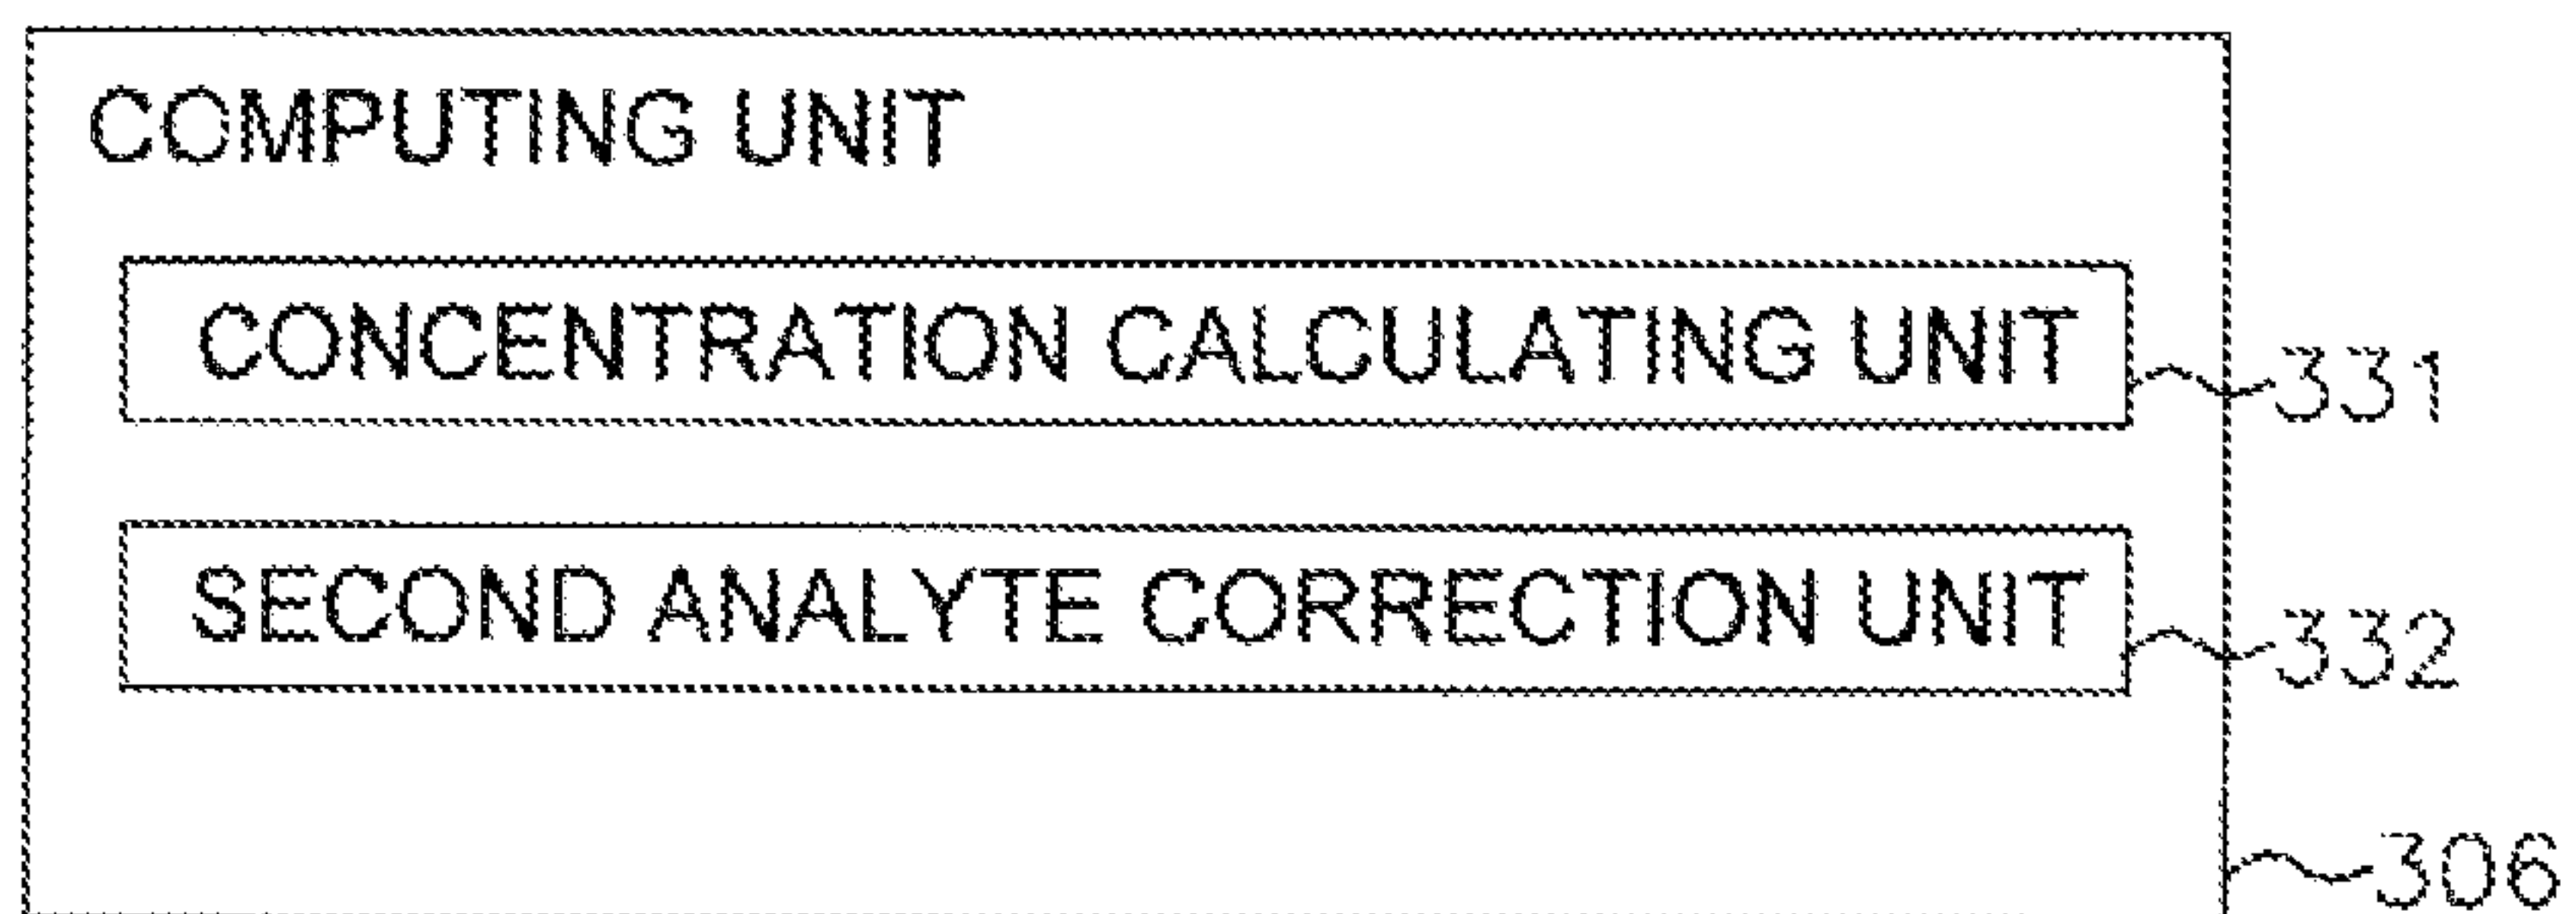 COMPUTING UNIT
CONCENTRATION CALCULATING UNIT
331
SECOND ANALYTE CORRECTION UNIT
332
306